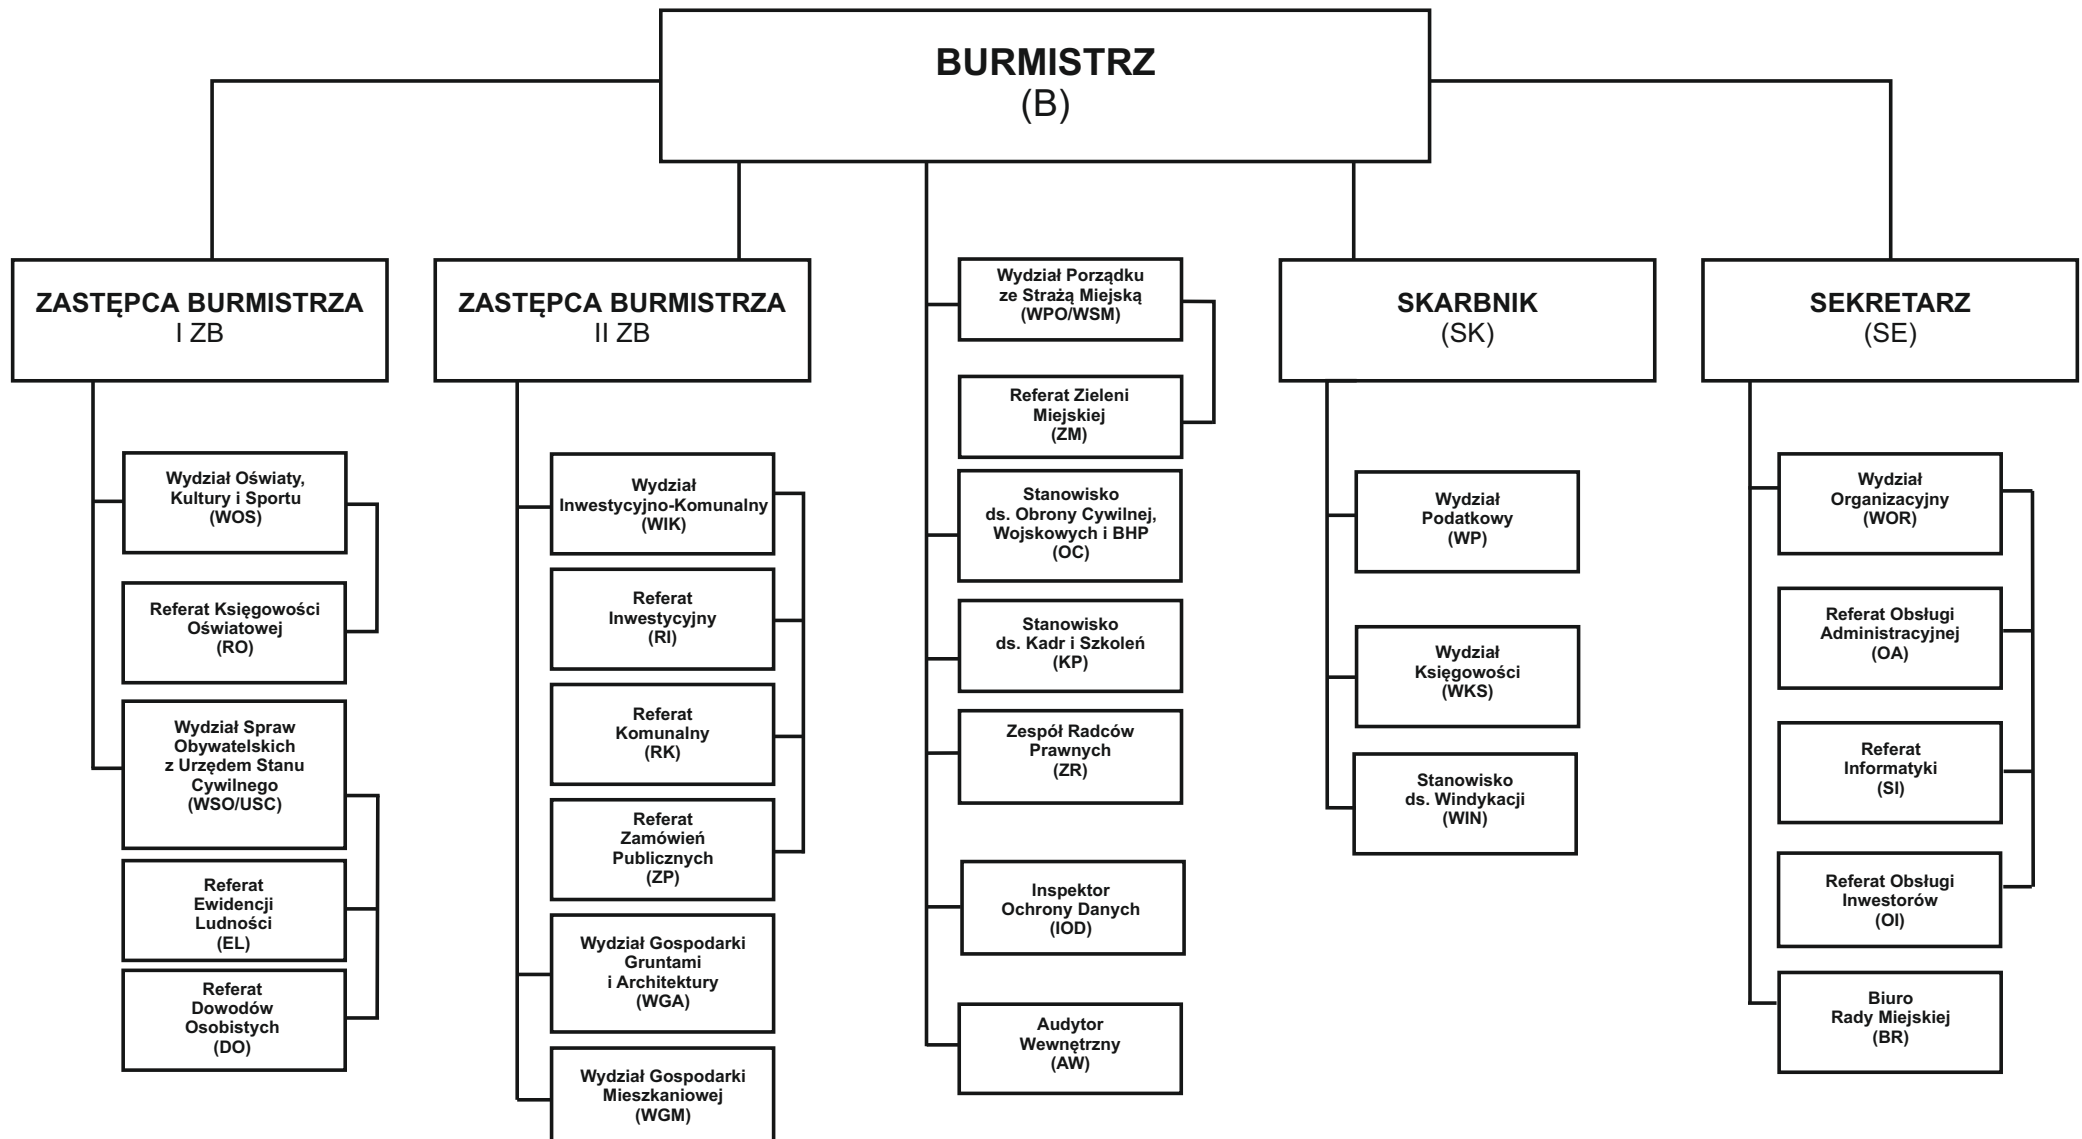 BURMISTRZ
(B)
ZASTĘPCA BURMISTRZA
I ZB
Wydział Oświaty,
Kultury i Sportu
(WOS)
Referat Księgowości
Oświatowej
(RO)
Wydział Spraw
Obywatelskich
z Urzędem Stanu
Cywilnego
(WSO/USC)
Referat
Ewidencji
Ludności
(EL)
Referat
Dowodów
Osobistych
(DO)
ZASTĘPCA BURMISTRZA
II ZB
Wydział
Inwestycyjno-Komunalny
(WIK)
Referat
Inwestycyjny
(RI)
Referat
Komunalny
(RK)
Referat
Zamówień
Publicznych
(ZP)
Wydział Gospodarki
Gruntami
i Architektury
(WGA)
Wydział Gospodarki
Mieszkaniowej
(WGM)
Wydział Porządku
ze Strażą Miejską
(WPO/WSM)
Referat Zieleni
Miejskiej
(ZM)
Stanowisko
ds. Obrony Cywilnej,
Wojskowych i BHP
(OC)
Stanowisko
ds. Kadr i Szkoleń
(KP)
Zespół Radców
Prawnych
(ZR)
Inspektor
Ochrony Danych
(IOD)
Audytor
Wewnętrzny
(AW)
SKARBNIK
(SK)
Wydział
Podatkowy
(WP)
Wydział
Księgowości
(WKS)
Stanowisko
ds. Windykacji
(WIN)
SEKRETARZ
(SE)
Wydział
Organizacyjny
(WOR)
Referat Obsługi
Administracyjnej
(OA)
Referat
Informatyki
(SI)
Referat Obsługi
Inwestorów
(OI)
Biuro
Rady Miejskiej
(BR)